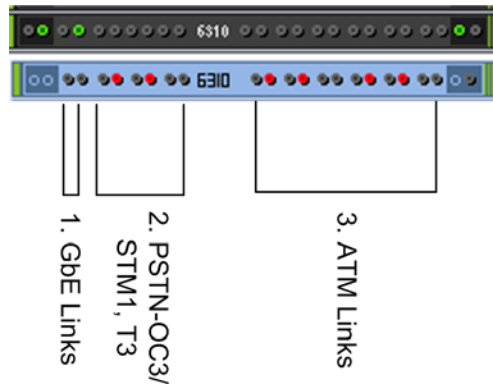 6310
6310
1. GbE Links
2. PSTN-OC3/
STM1, T3
3. ATM Links